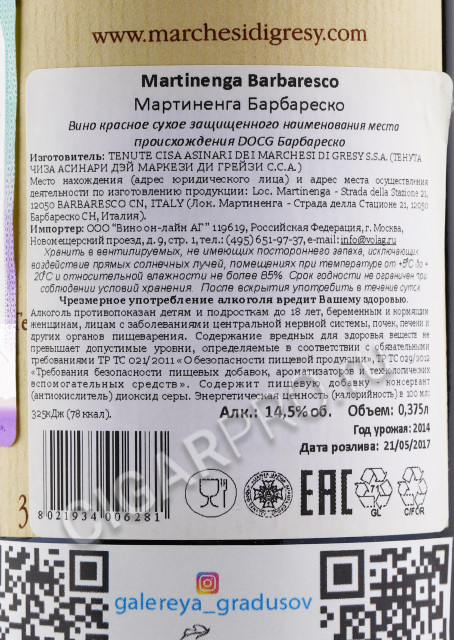 www.marchesidigresy.com
Martinenga Barbaresco
Мартиненга Барбареско
Вино красное сухое защищенного наименования места
происхождения DOCG Барбареско
Изготовитель: TENUTE CISA ASINARI DEI MARCHESI DI GRESY S.S.A. (ТЕНУТА
ЧИЗА АСИНАРИ ДЭЙ МАРКЕЗИ ДИ ГРЕЙЗИ С.С.А.)
Место нахождения (адрес юридического лица) и адрес места осуществления
деятельности по изготовлению продукции: Loc. Martinenga - Strada della Stazione 21,
12050 BARBARESCO CN, ITALY (Лок. Мартиненга - Страда делла Стационе 21, 12050
Барбареско CH, Италия).
Импортер: ООО "Вино он-лайн АГ" 119619, Российская Федерация, г. Москва,
Новомещерский проезд, д. 9, стр. 1, тел.: (495) 651-97-37, e-mail: info@volag.ru
Хранить в вентилируемых, не имеющих постороннего запаха, исключающих
воздействие прямых солнечных лучей, помещениях при температуре от +5°С до +
20°С и относительной влажности не более 85%. Срок годности не ограничен при
соблюдении условий хранения. После вскрытия употребить в течение суток
Чрезмерное употребление алкоголя вредит Вашему здоровью.
Алкоголь противопоказан детям и подросткам до 18 лет, беременным и кормящим
женщинам, лицам с заболеваниями центральной нервной системы, почек, печени и
других органов пищеварения. Содержание вредных для здоровья веществ не
превышает допустимые уровни, определяемые в соответствии с обязательными
требованиями ТР ТС 021/2011 «О безопасности пищевой продукции», ТР ТС 029/2012
«Требования безопасности пищевых добавок, ароматизаторов и технологических
вспомогательных средств». Содержит пищевую добавку - консервант
(антиокислитель) диоксид серы. Энергетическая ценность (калорийность) в 100 мл:
325кДж (78 ккал).
Алк.: 14,5% об. Объем: 0,375л
Год урожая: 2014
Дата розлива: 21/05/2017
8 021934 006281
EAC
71
GL
C/FOR
CIGARPRO.RU
galereya_gradusov